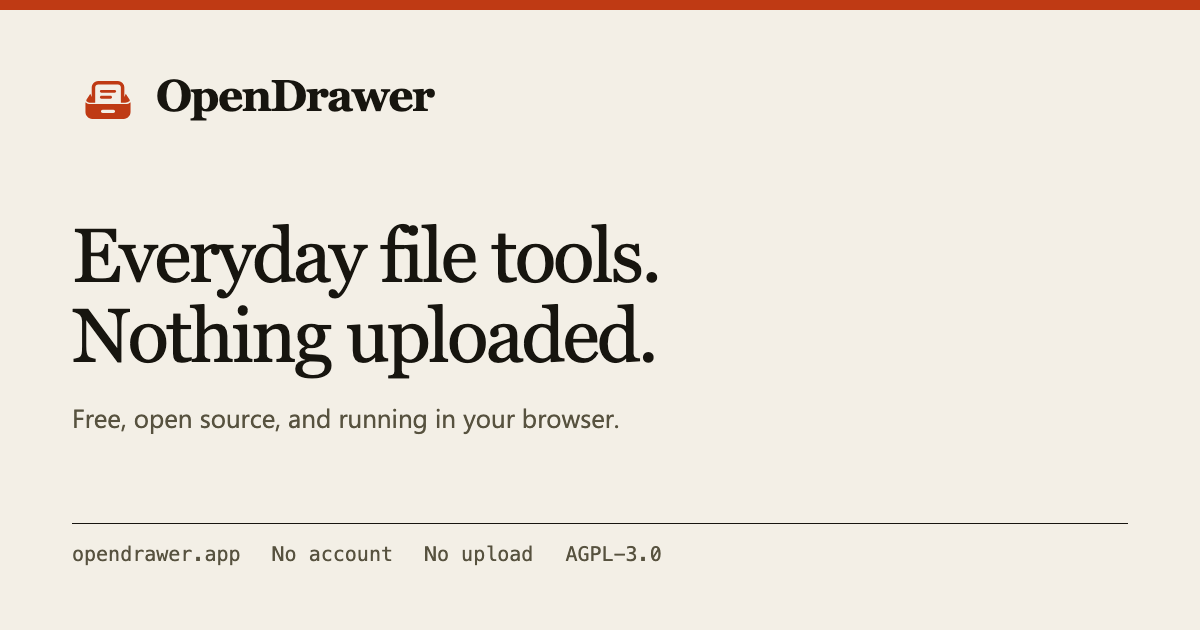 OpenDrawer
Everyday file tools.
Nothing uploaded.
Free, open source, and running in your browser.
opendrawer.app No account No upload AGPL–3.0